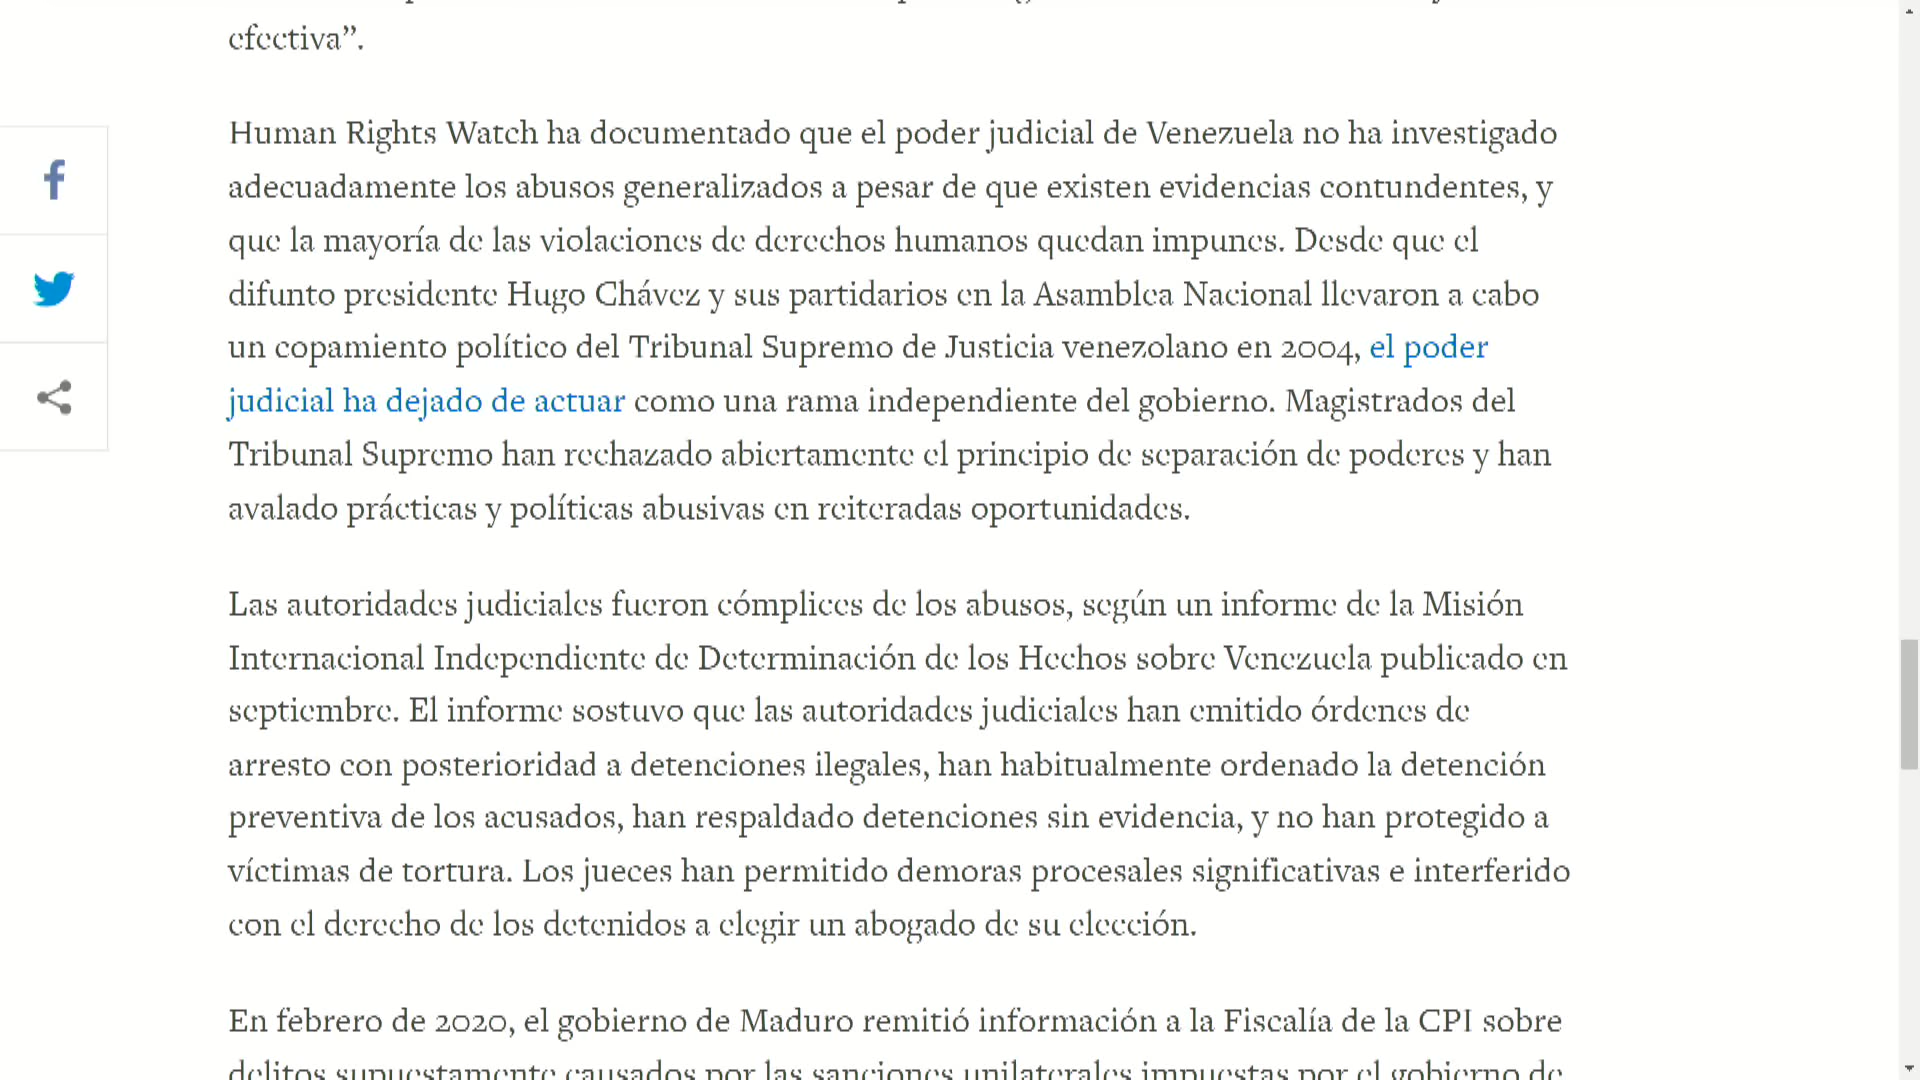 efectiva”.
Human Rights Watch ha documentado que el poder judicial de Venezuela no ha investigado
adecuadamente los abusos generalizados a pesar de que existen evidencias contundentes, y
que la mayoría de las violaciones de derechos humanos quedan impunes. Desde que el
difunto presidente Hugo Chávez y sus partidarios en la Asamblea Nacional llevaron a cabo
un copamiento político del Tribunal Supremo de Justicia venezolano en 2004, el poder
judicial ha dejado de actuar como una rama independiente del gobierno. Magistrados del
Tribunal Supremo han rechazado abiertamente el principio de separación de poderes y han
avalado prácticas y políticas abusivas en reiteradas oportunidades.
Las autoridades judiciales fueron cómplices de los abusos, según un informe de la Misión
Internacional Independiente de Determinación de los Hechos sobre Venezuela publicado en
septiembre. El informe sostuvo que las autoridades judiciales han emitido órdenes de
arresto con posterioridad a detenciones ilegales, han habitualmente ordenado la detención
preventiva de los acusados, han respaldado detenciones sin evidencia, y no han protegido a
víctimas de tortura. Los jueces han permitido demoras procesales significativas e interferido
con el derecho de los detenidos a elegir un abogado de su elección.
En febrero de 2020, el gobierno de Maduro remitió información a la Fiscalía de la CPI sobre
delitos supuestamente causados por las sanciones unilaterales impuestas por el gobierno de